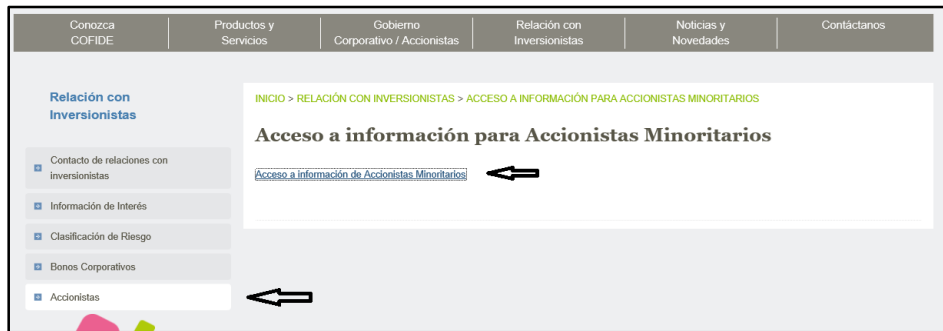 Conozca
COFIDE
Productos y
Servicios
Gobierno
Corporativo / Accionistas
Relación con
Inversionistas
Noticias y
Novedades
Contáctanos
Relación con
Inversionistas
Contacto de relaciones con
inversionistas
Información de Interés
Clasificación de Riesgo
Bonos Corporativos
Accionistas
INICIO > RELACIÓN CON INVERSIONISTAS > ACCESO A INFORMACIÓN PARA ACCIONISTAS MINORITARIOS
Acceso a información para Accionistas Minoritarios
Acceso a información de Accionistas Minoritarios